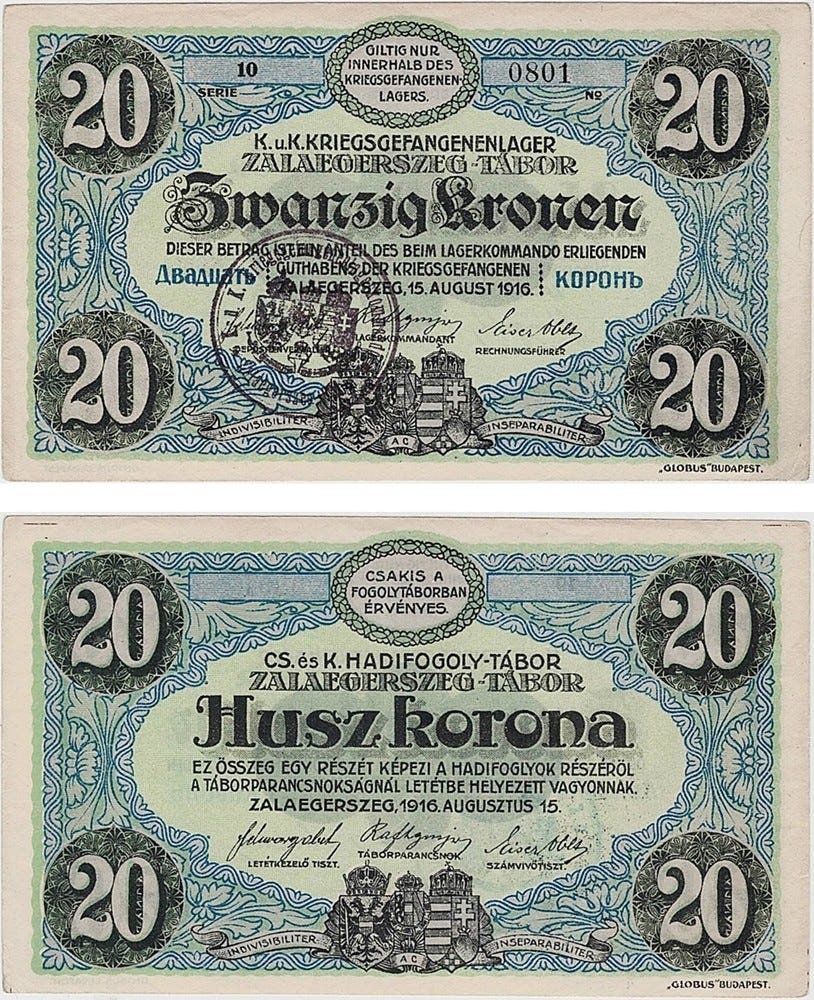 20
10
SERIE
GILTIG NUR
INNERHALB DES
KRIEGSGEFANGENEN-
LAGERS.
0801
Nº
20
K.u.K.KRIEGSGEFANGENENLAGER
ZALAEGERSZEG-TÁBOR
Zwanzig Kronen
DIESER BETRAG IST EIN ANTEIL DES BEIM LAGERKOMMANDO ERLIEGENDEN
Двадцать GUTHABENS DER KRIEGSGEFANGENEN КОРОНЪ
ZALAEGERSZEG, 15. AUGUST 1916.
LAGERKOMMANDANT
RECHNUNGSFÜHRER
20
20
INDIVISIBILITER
AC
INSEPARABILITER
„GLOBUS" BUDAPEST.
20
CSAKIS A
FOGOLYTÁBORBAN
ÉRVÉNYES.
20
CS. és K. HADIFOGOLY-TÁBOR
ZALAEGERSZEG-TÁBOR
Husz korona
EZ ÖSSZEG EGY RÉSZÉT KÉPEZI A HADIFOGLYOK RÉSZÉRÖL
A TÁBORPARANCSNOKSÁGNÁL LETÉTBE HELYEZETT VAGYONNAK.
ZALAEGERSZEG, 1916. AUGUSZTUS 15.
LETÉTKEZELŐ TISZT.
TÁBORPARANCSNOK
SZÁMVIVŐTISZT.
20
20
INDIVISIBILITER
AC
INSEPARABILITER
„GLOBUS" BUDAPEST.